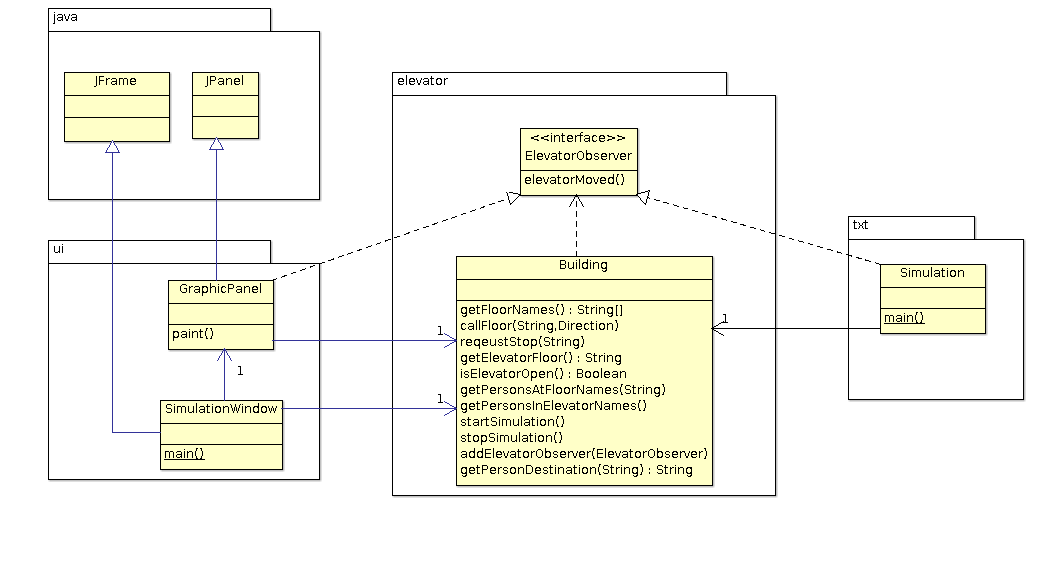 java
JFrame
JPanel
elevator
<<interface>>
ElevatorObserver
elevatorMoved()
txt
Simulation
main()
1
ui
GraphicPanel
paint()
1
SimulationWindow
main()
1
1
Building
getFloorNames() : String[]
callFloor(String,Direction)
reqeustStop(String)
getElevatorFloor() : String
isElevatorOpen() : Boolean
getPersonsAtFloorNames(String)
getPersonsInElevatorNames()
startSimulation()
stopSimulation()
addElevatorObserver(ElevatorObserver)
getPersonDestination(String) : String